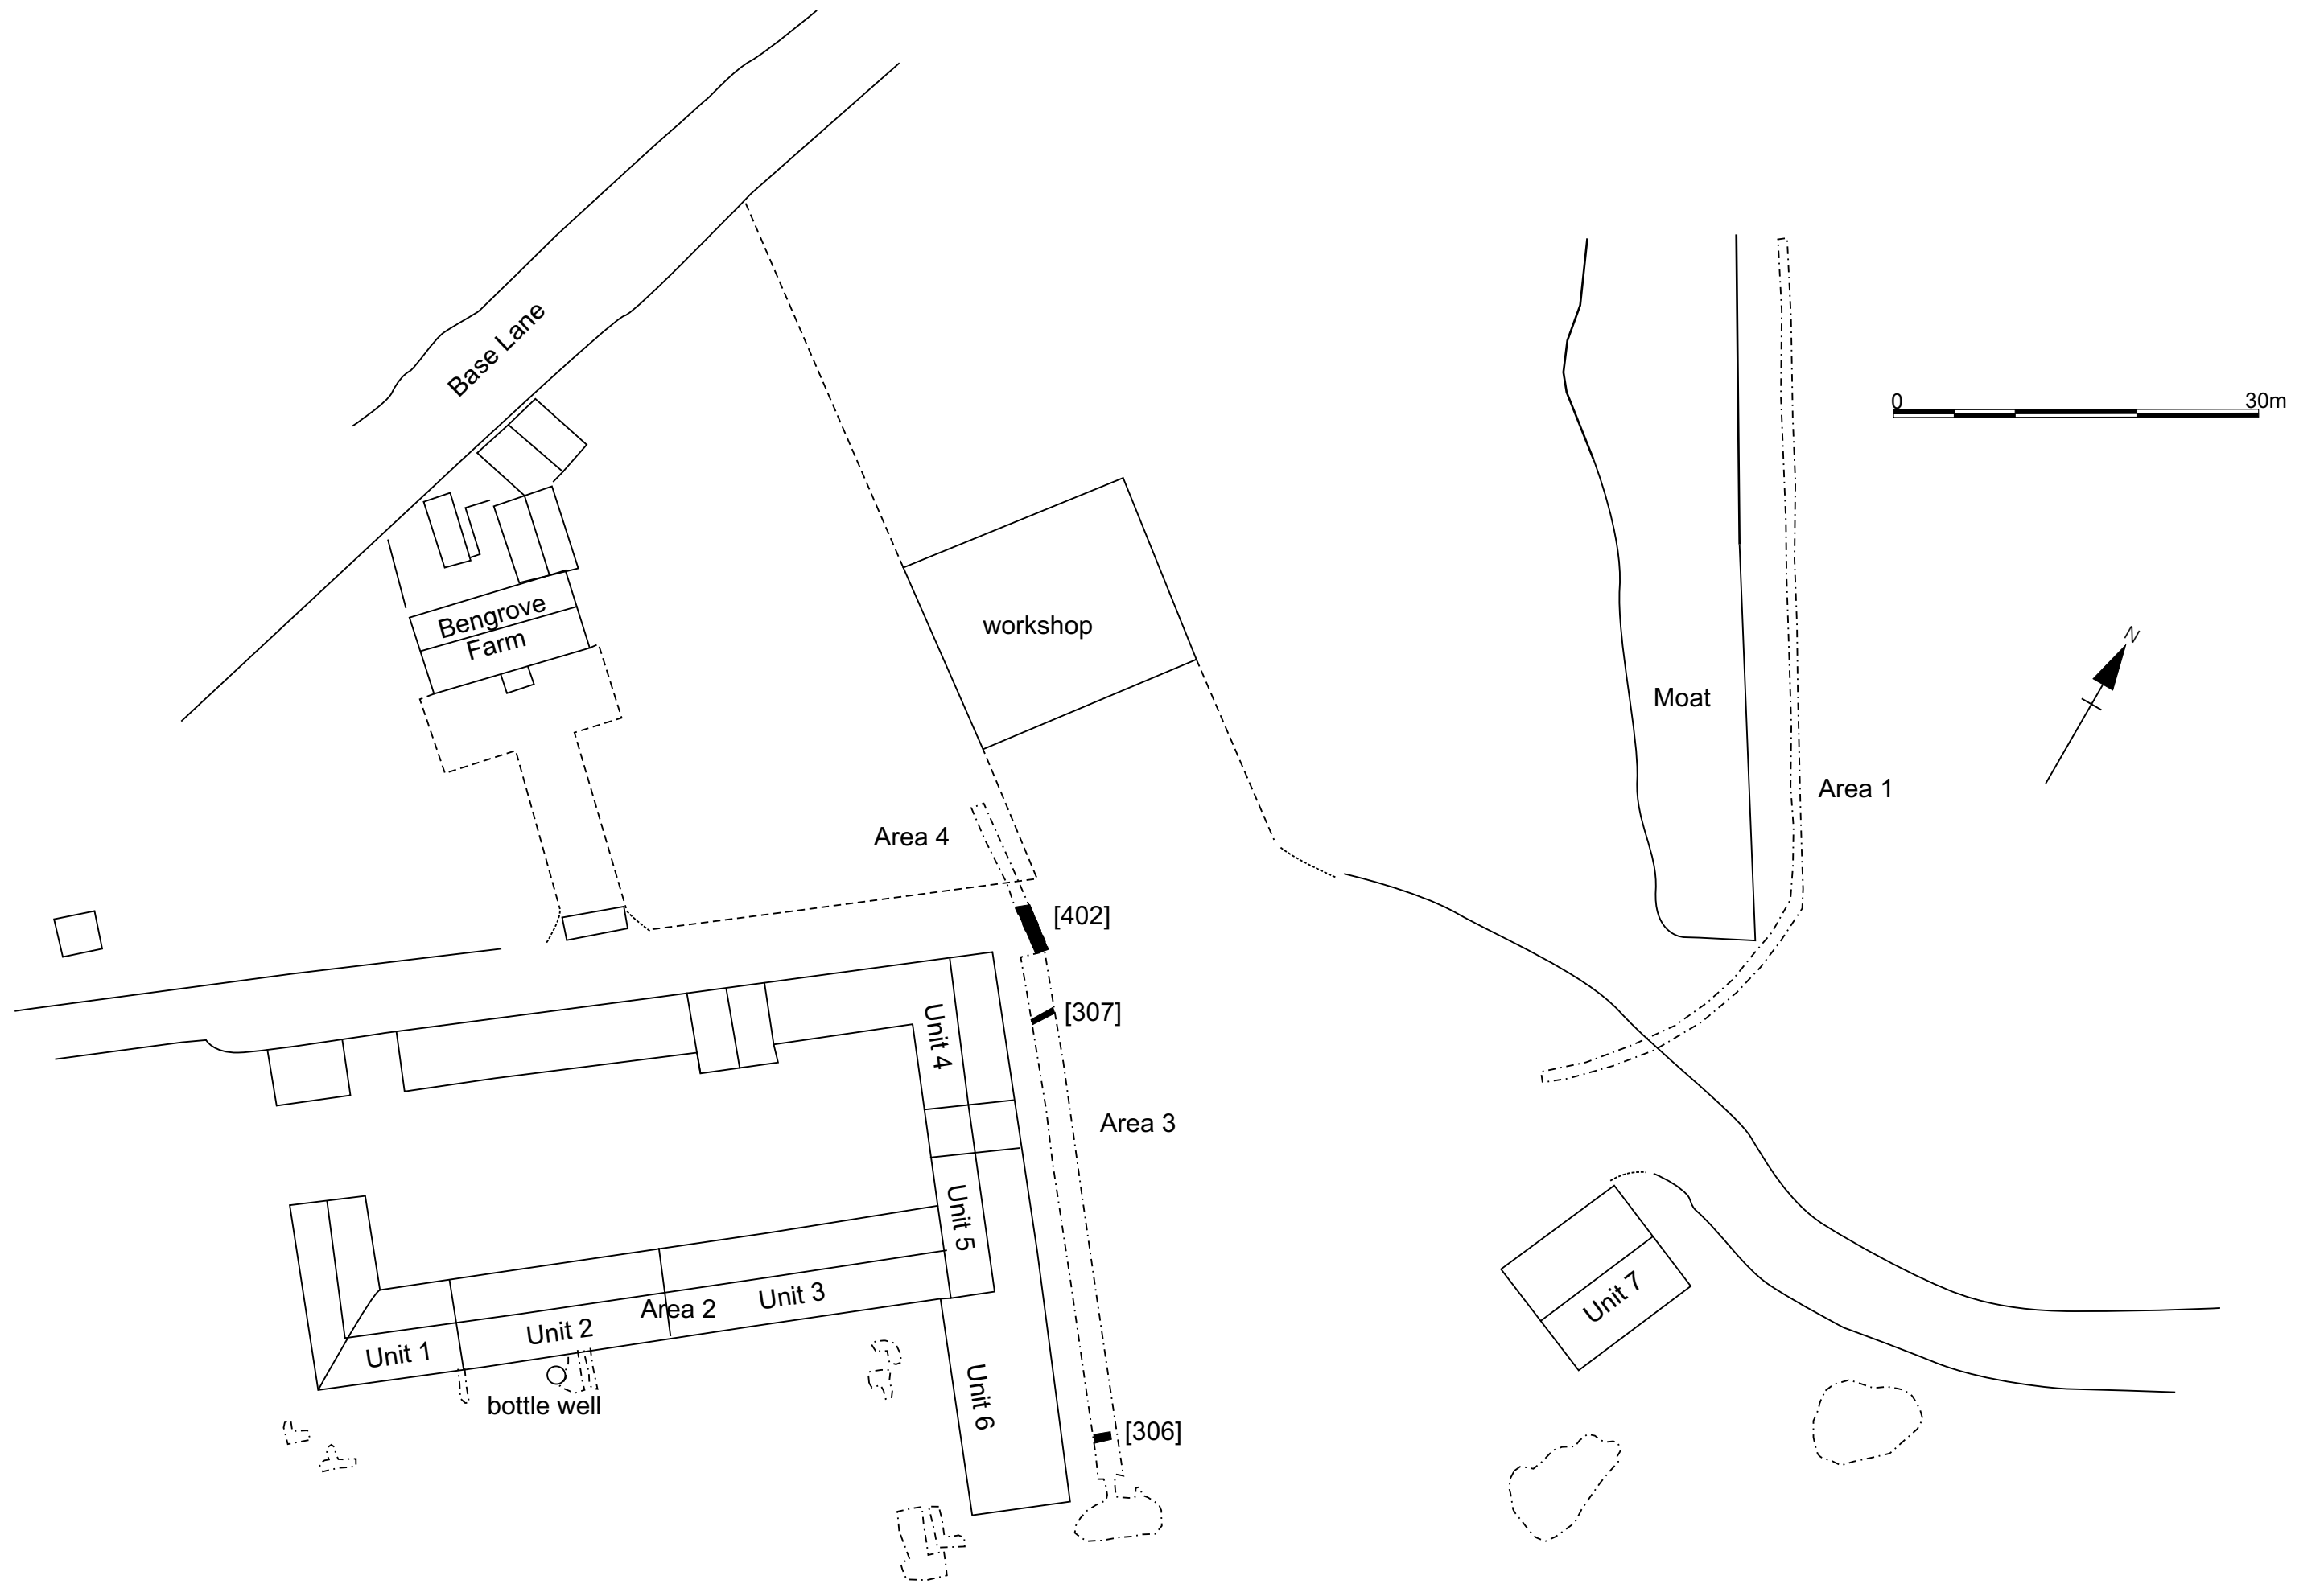 Base Lane
0
30m
Bengrove
Farm
workshop
N
Moat
Area 1
Area 4
[402]
[307]
Unit 4
Area 3
Unit 5
Unit 3
Area 2
Unit 2
Unit 1
Unit 7
bottle well
Unit 6
[306]